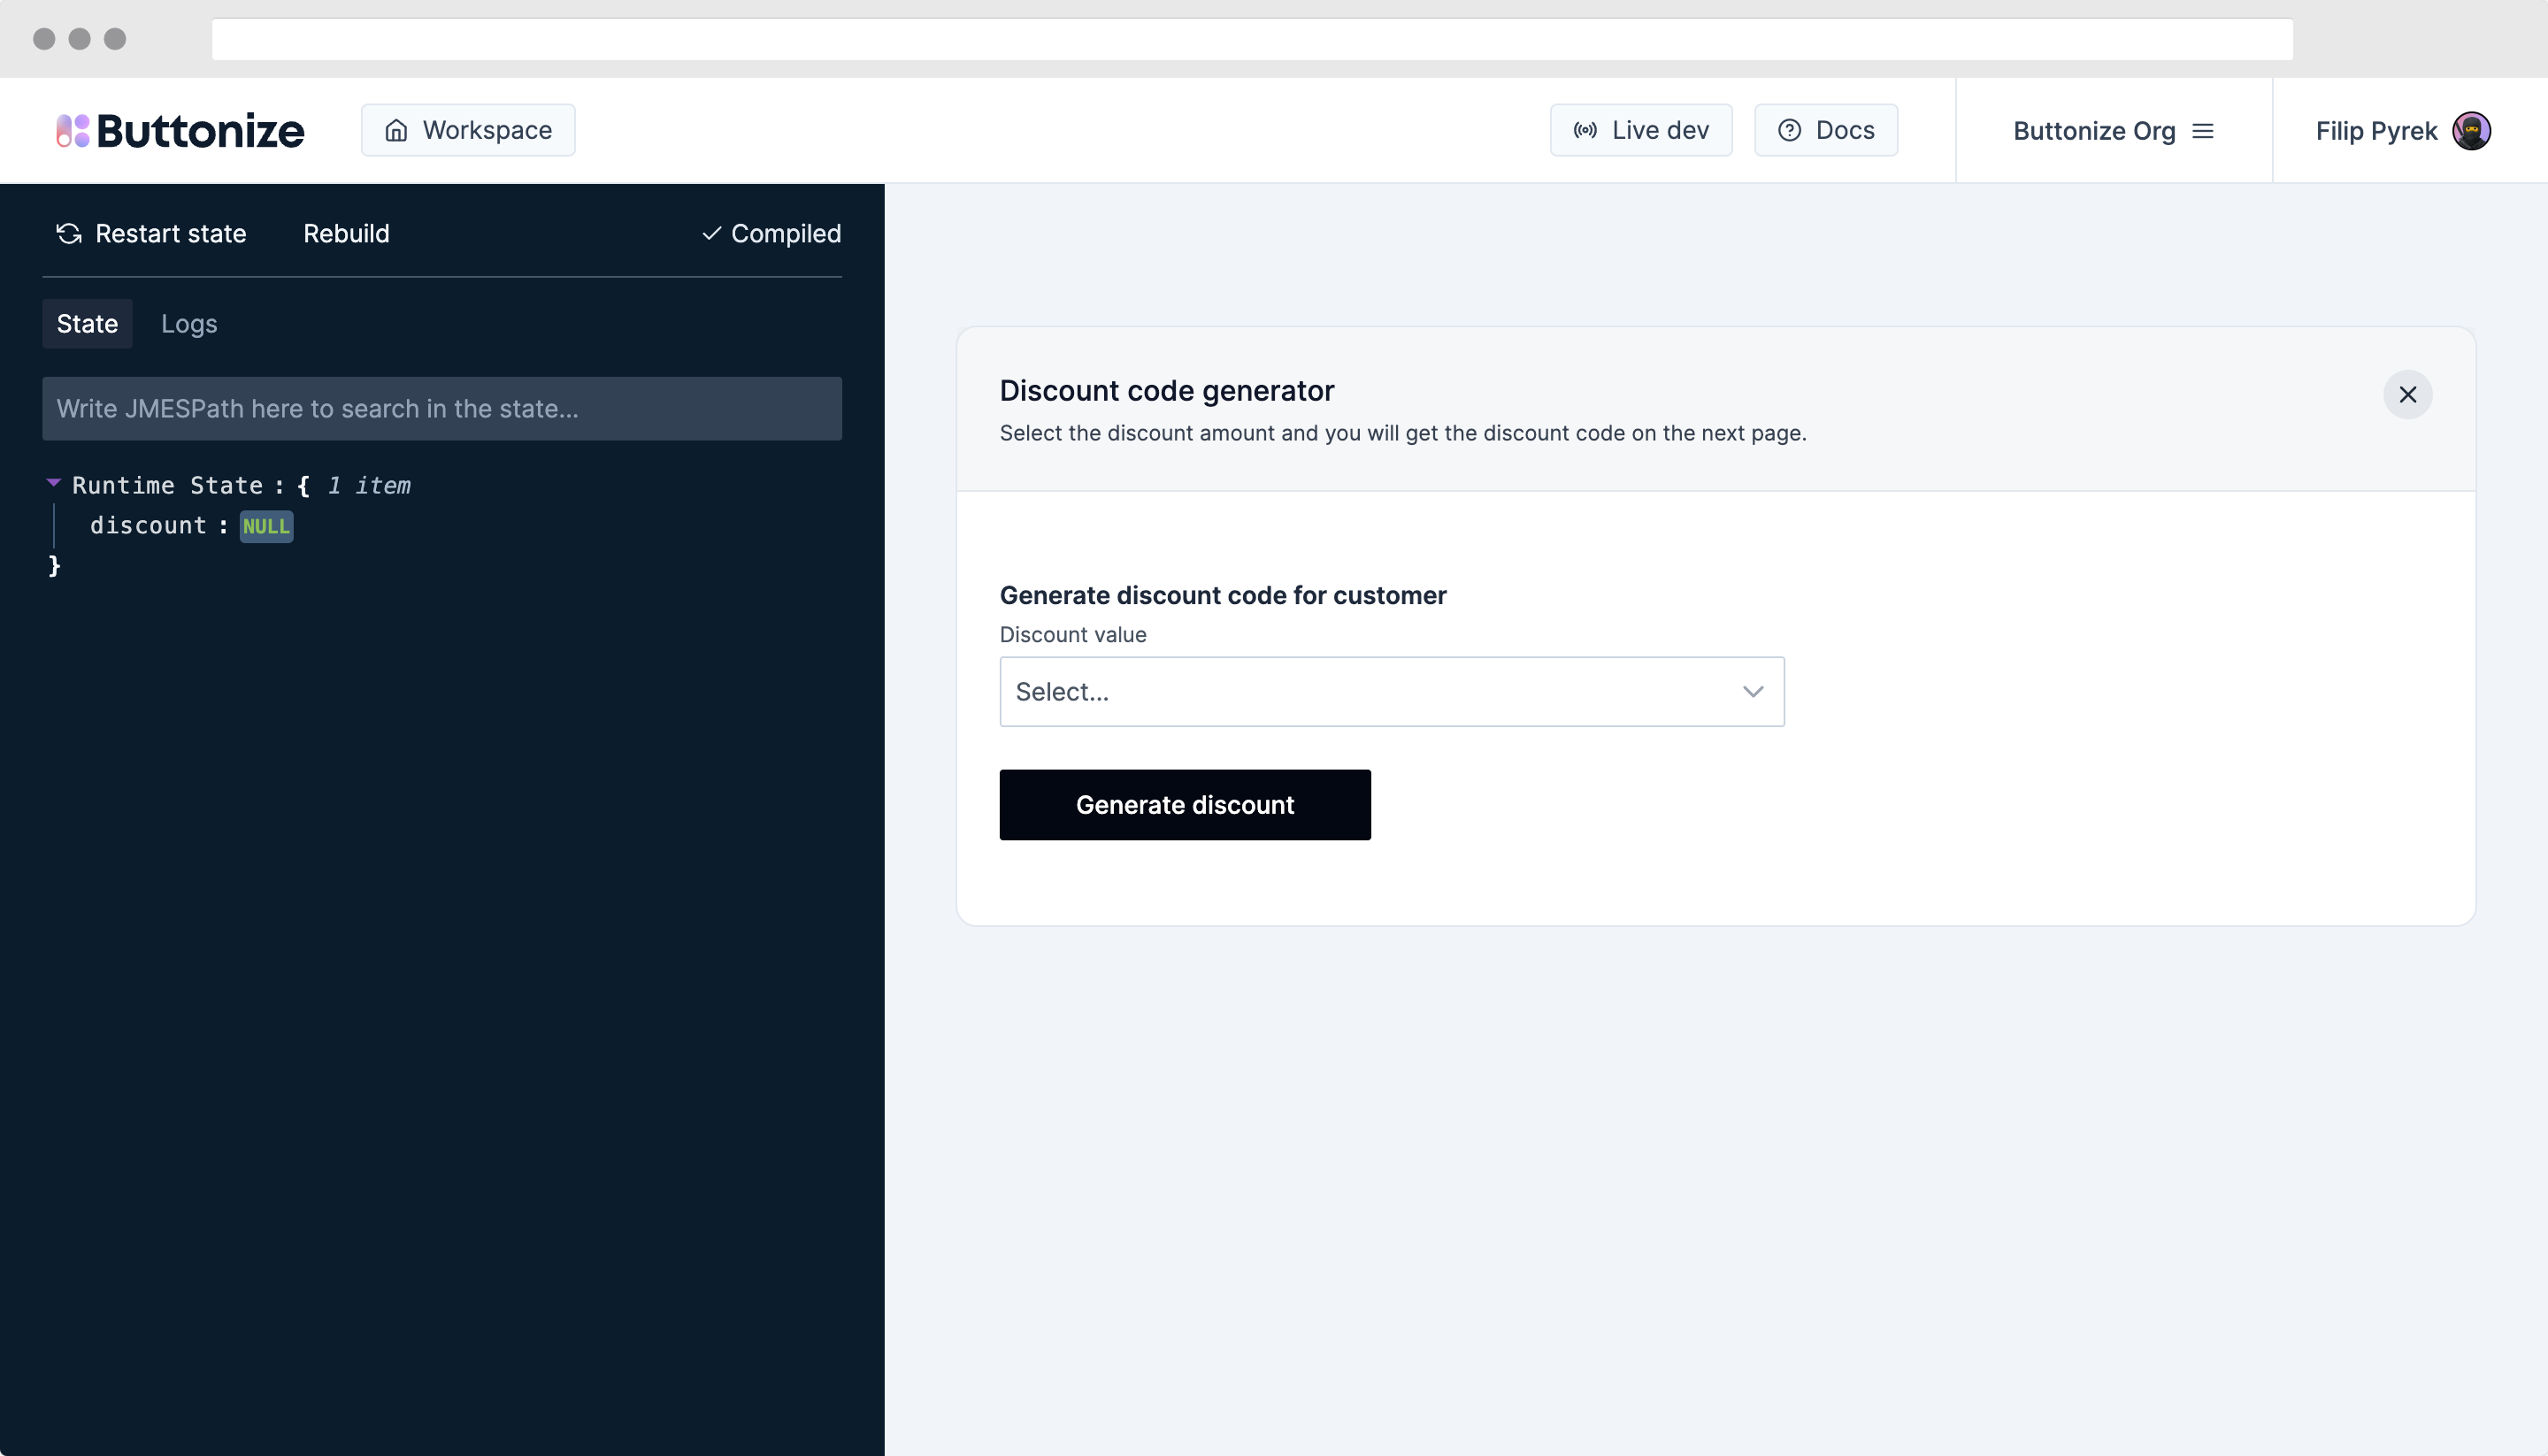 Buttonize
Workspace
Live dev
Docs
Buttonize Org
Filip Pyrek
Restart state
Rebuild
Compiled
State
Logs
Write JMESPath here to search in the state...
Runtime State : { 1 item
discount : NULL
}
Discount code generator
Select the discount amount and you will get the discount code on the next page.
Generate discount code for customer
Discount value
Select...
Generate discount